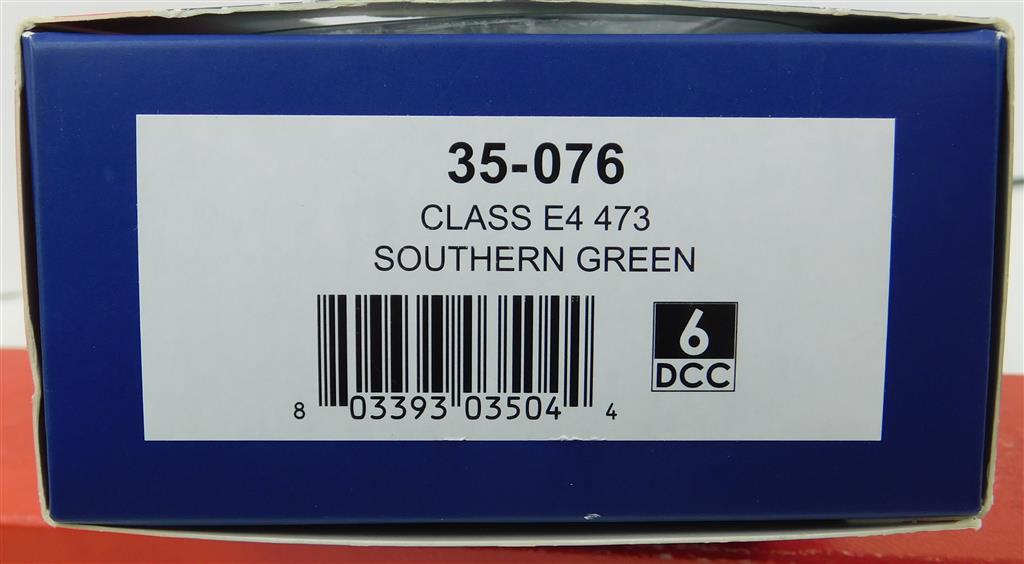 35-076
CLASS E4 473
SOUTHERN GREEN
6
DCC
8 03393 03504 4